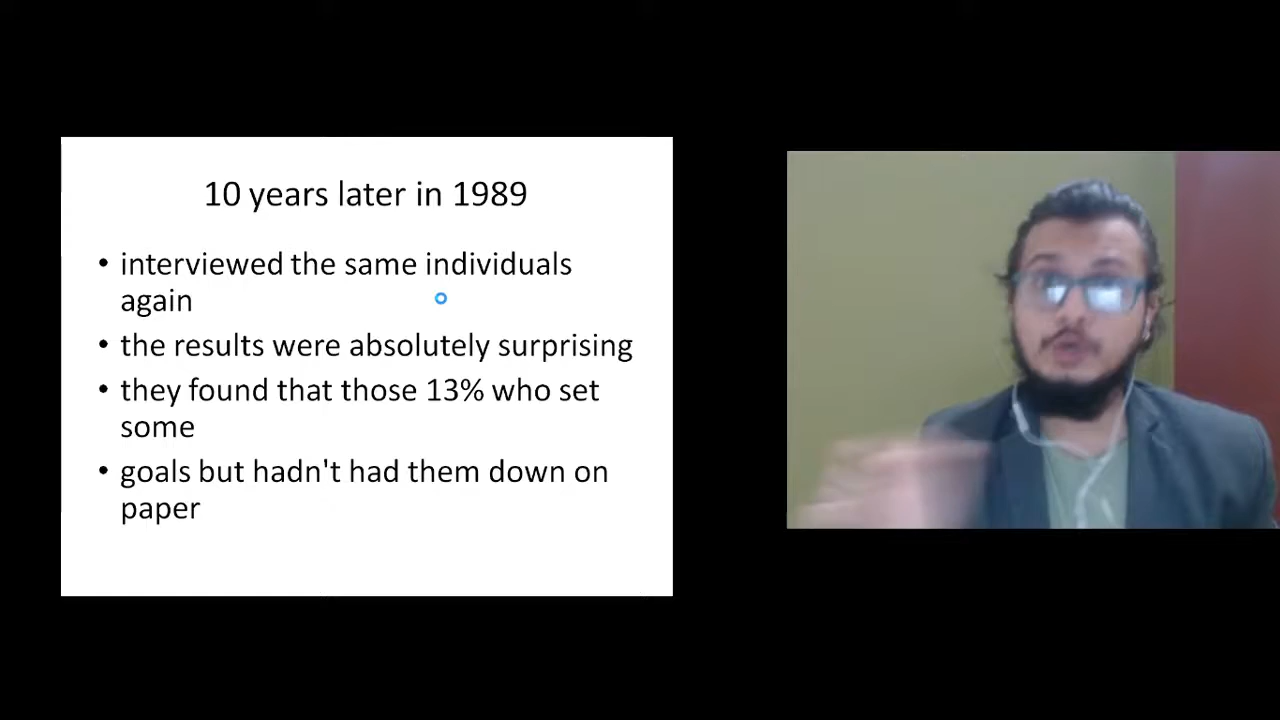 10 years later in 1989
• interviewed the same individuals
again
• the results were absolutely surprising
• they found that those 13% who set
some
• goals but hadn't had them down on
paper